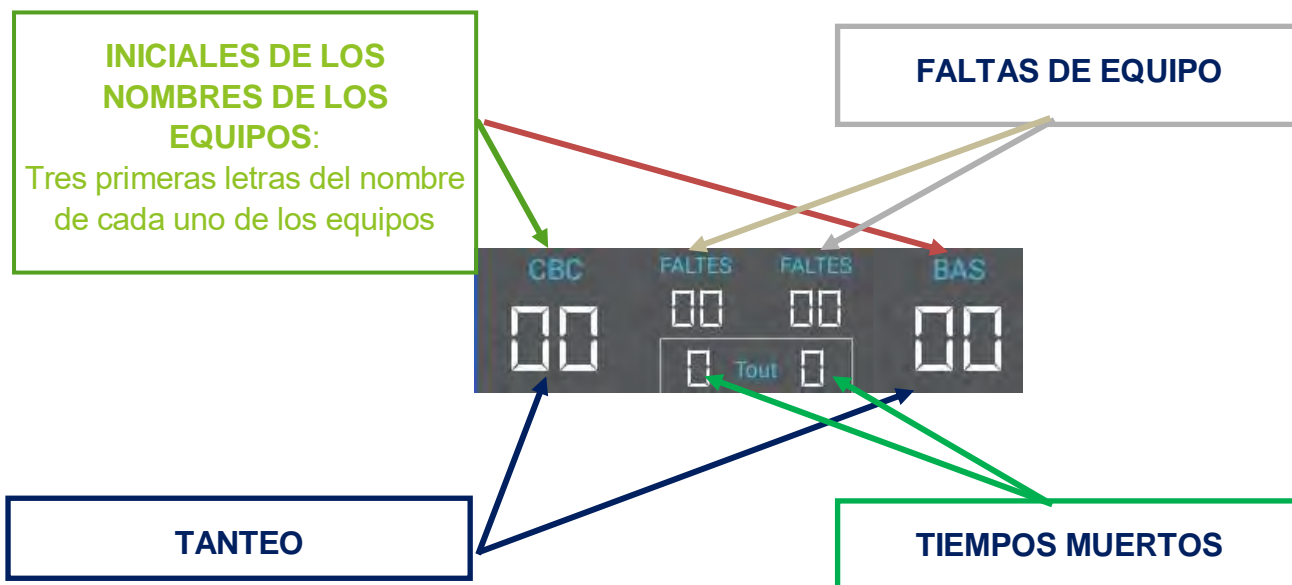 INICIALES DE LOS
NOMBRES DE LOS
EQUIPOS:
Tres primeras letras del nombre
de cada uno de los equipos
FALTAS DE EQUIPO
CBC FALTES FALTES BAS
00 00 00 00
0 Tout 0
TANTEO
TIEMPOS MUERTOS